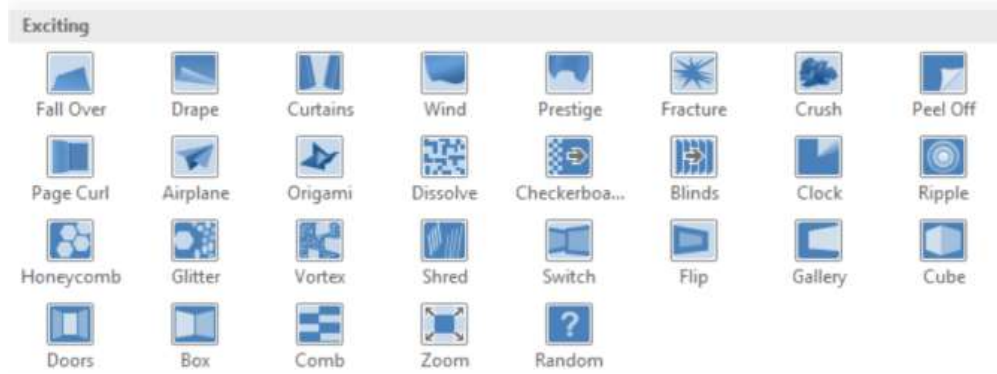 Exciting
Fall Over Drape Curtains Wind Prestige Fracture Crush Peel Off
Page Curl Airplane Origami Dissolve Checkerboa... Blinds Clock Ripple
Honeycomb Glitter Vortex Shred Switch Flip Gallery Cube
?
Doors Box Comb Zoom Random